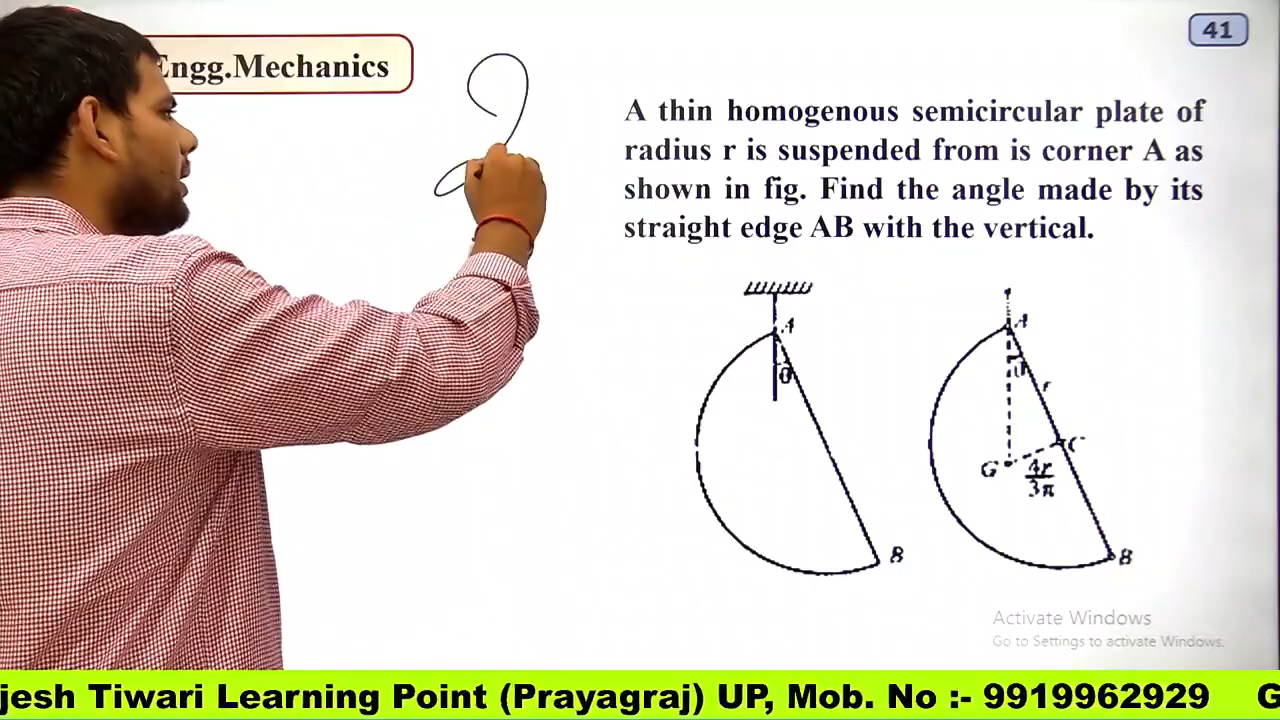 Engg.Mechanics
41
A thin homogenous semicircular plate of
radius r is suspended from is corner A as
shown in fig. Find the angle made by its
straight edge AB with the vertical.
A
A
θ
r
C
G
4r
3π
B
B
Activate Windows
Go to Settings to activate Windows.
jesh Tiwari Learning Point (Prayagraj) UP, Mob. No :- 9919962929 G